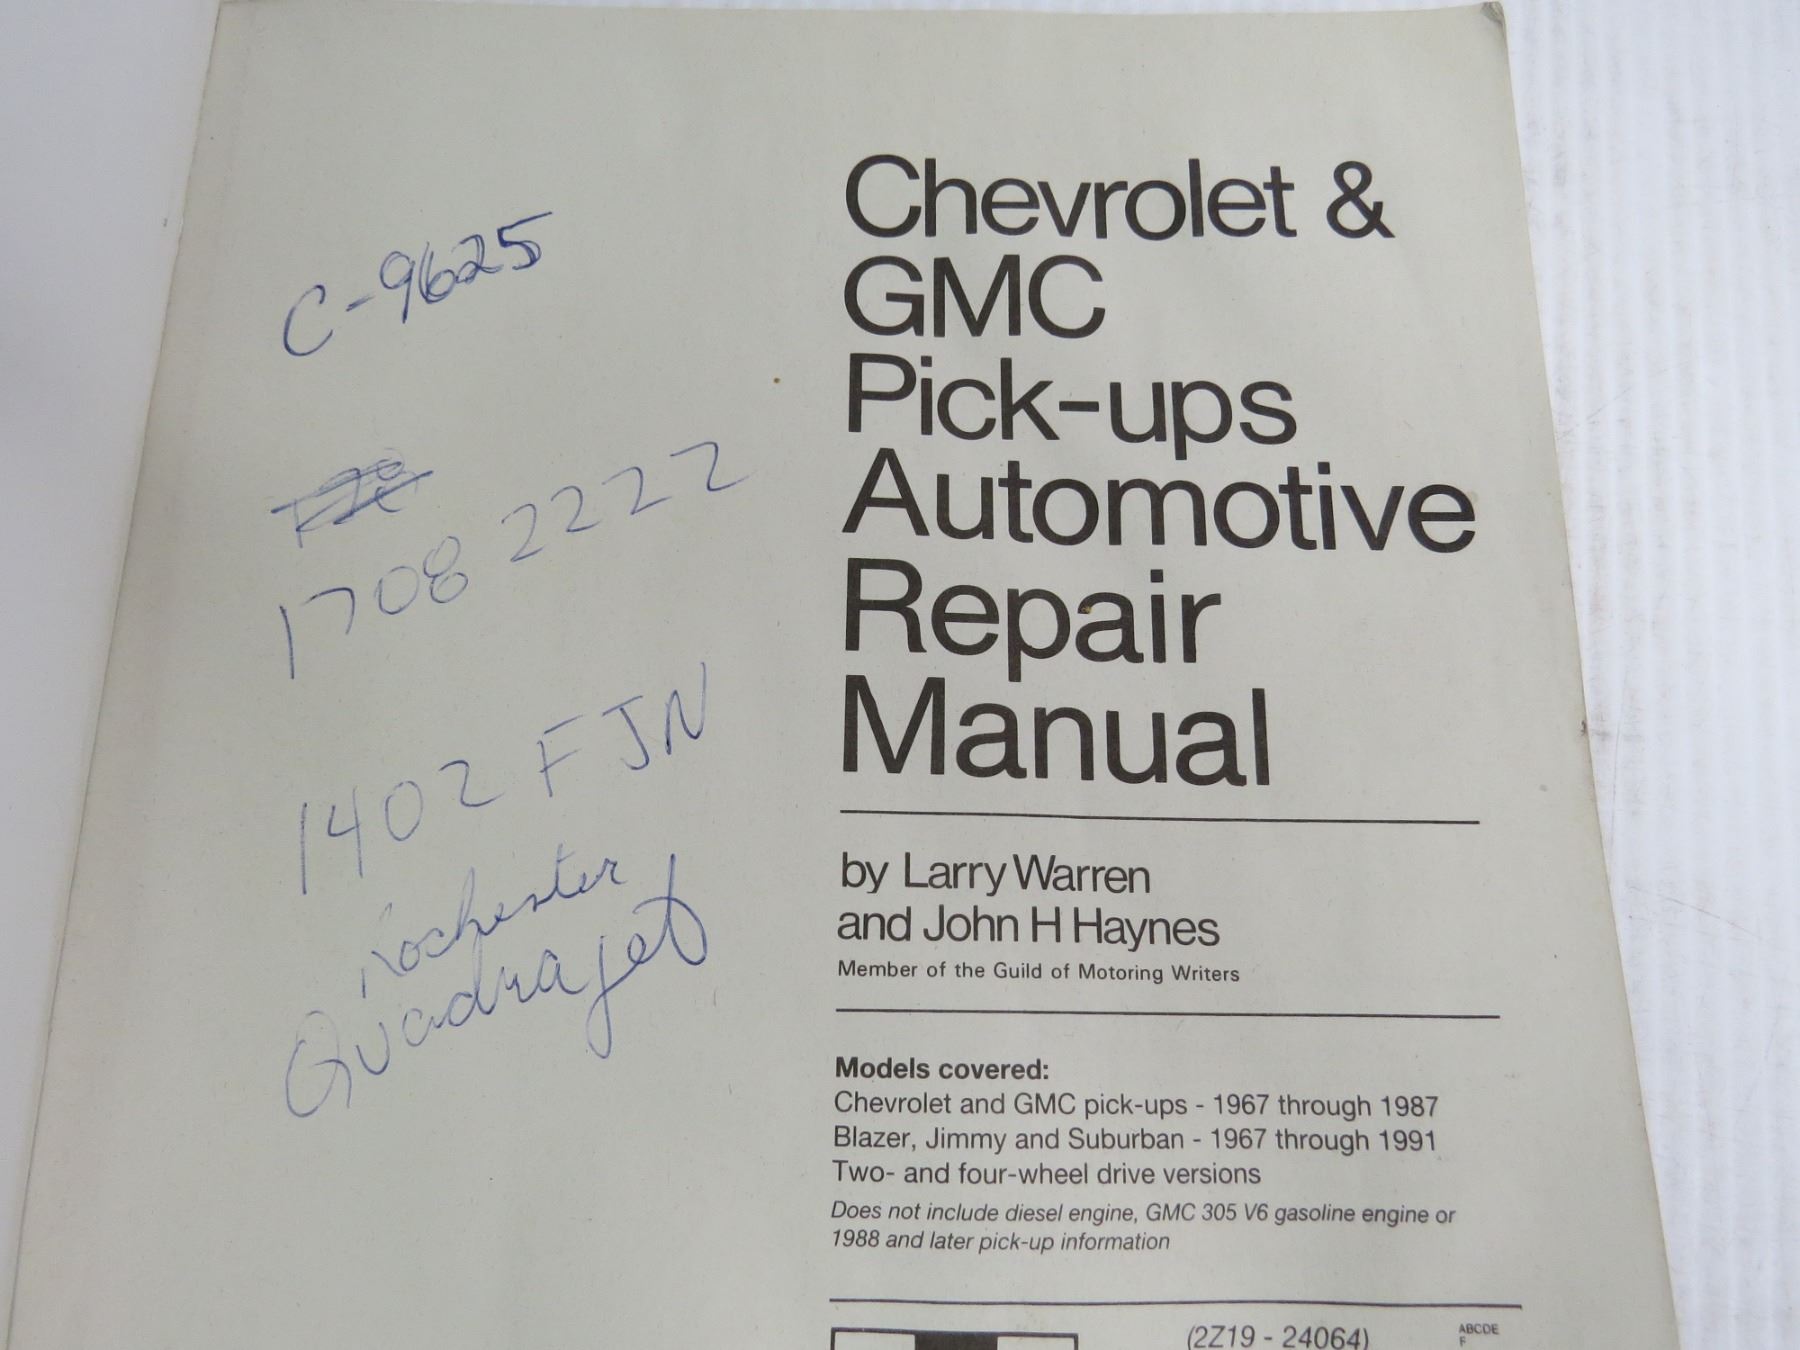 C-9625
1708 2222
1402 FJN
Rochester
Quadrajet
Chevrolet &
GMC
Pick-ups
Automotive
Repair
Manual
by Larry Warren
and John H Haynes
Member of the Guild of Motoring Writers
Models covered:
Chevrolet and GMC pick-ups - 1967 through 1987
Blazer, Jimmy and Suburban - 1967 through 1991
Two- and four-wheel drive versions
Does not include diesel engine, GMC 305 V6 gasoline engine or
1988 and later pick-up information
(2Z19 - 24064)
ABCDE
F